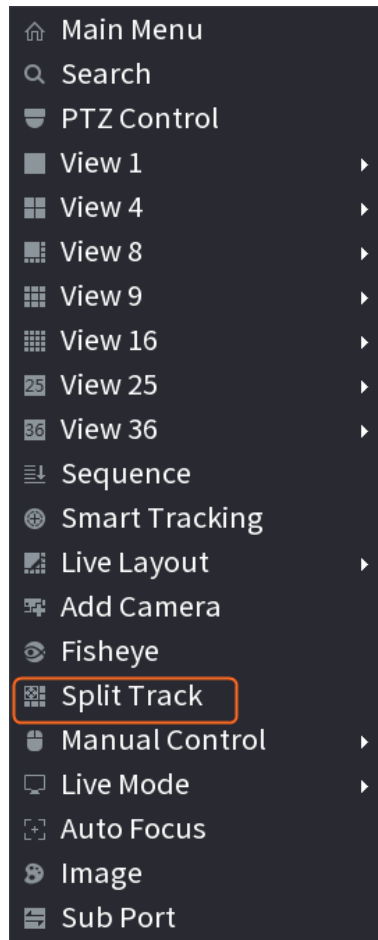 Main Menu
Search
PTZ Control
View 1
View 4
View 8
View 9
View 16
25 View 25
36 View 36
Sequence
Smart Tracking
Live Layout
Add Camera
Fisheye
Split Track
Manual Control
Live Mode
Auto Focus
Image
Sub Port